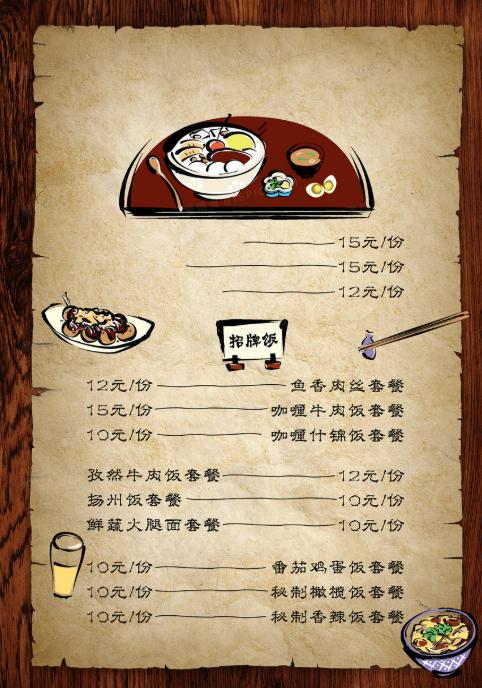 15元/份
15元/份
12元/份
招牌饭
12元/份 鱼香肉丝套餐
15元/份 咖喱牛肉饭套餐
10元/份 咖喱什锦饭套餐
孜然牛肉饭套餐 12元/份
扬州饭套餐 10元/份
鲜蔬火腿面套餐 10元/份
10元/份 番茄鸡蛋饭套餐
10元/份 秘制橄榄饭套餐
10元/份 秘制香辣饭套餐